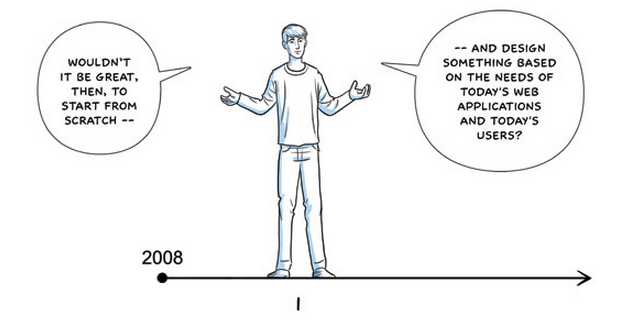 WOULDN'T
IT BE GREAT,
THEN, TO
START FROM
SCRATCH --
-- AND DESIGN
SOMETHING BASED
ON THE NEEDS OF
TODAY'S WEB
APPLICATIONS
AND TODAY'S
USERS?
2008